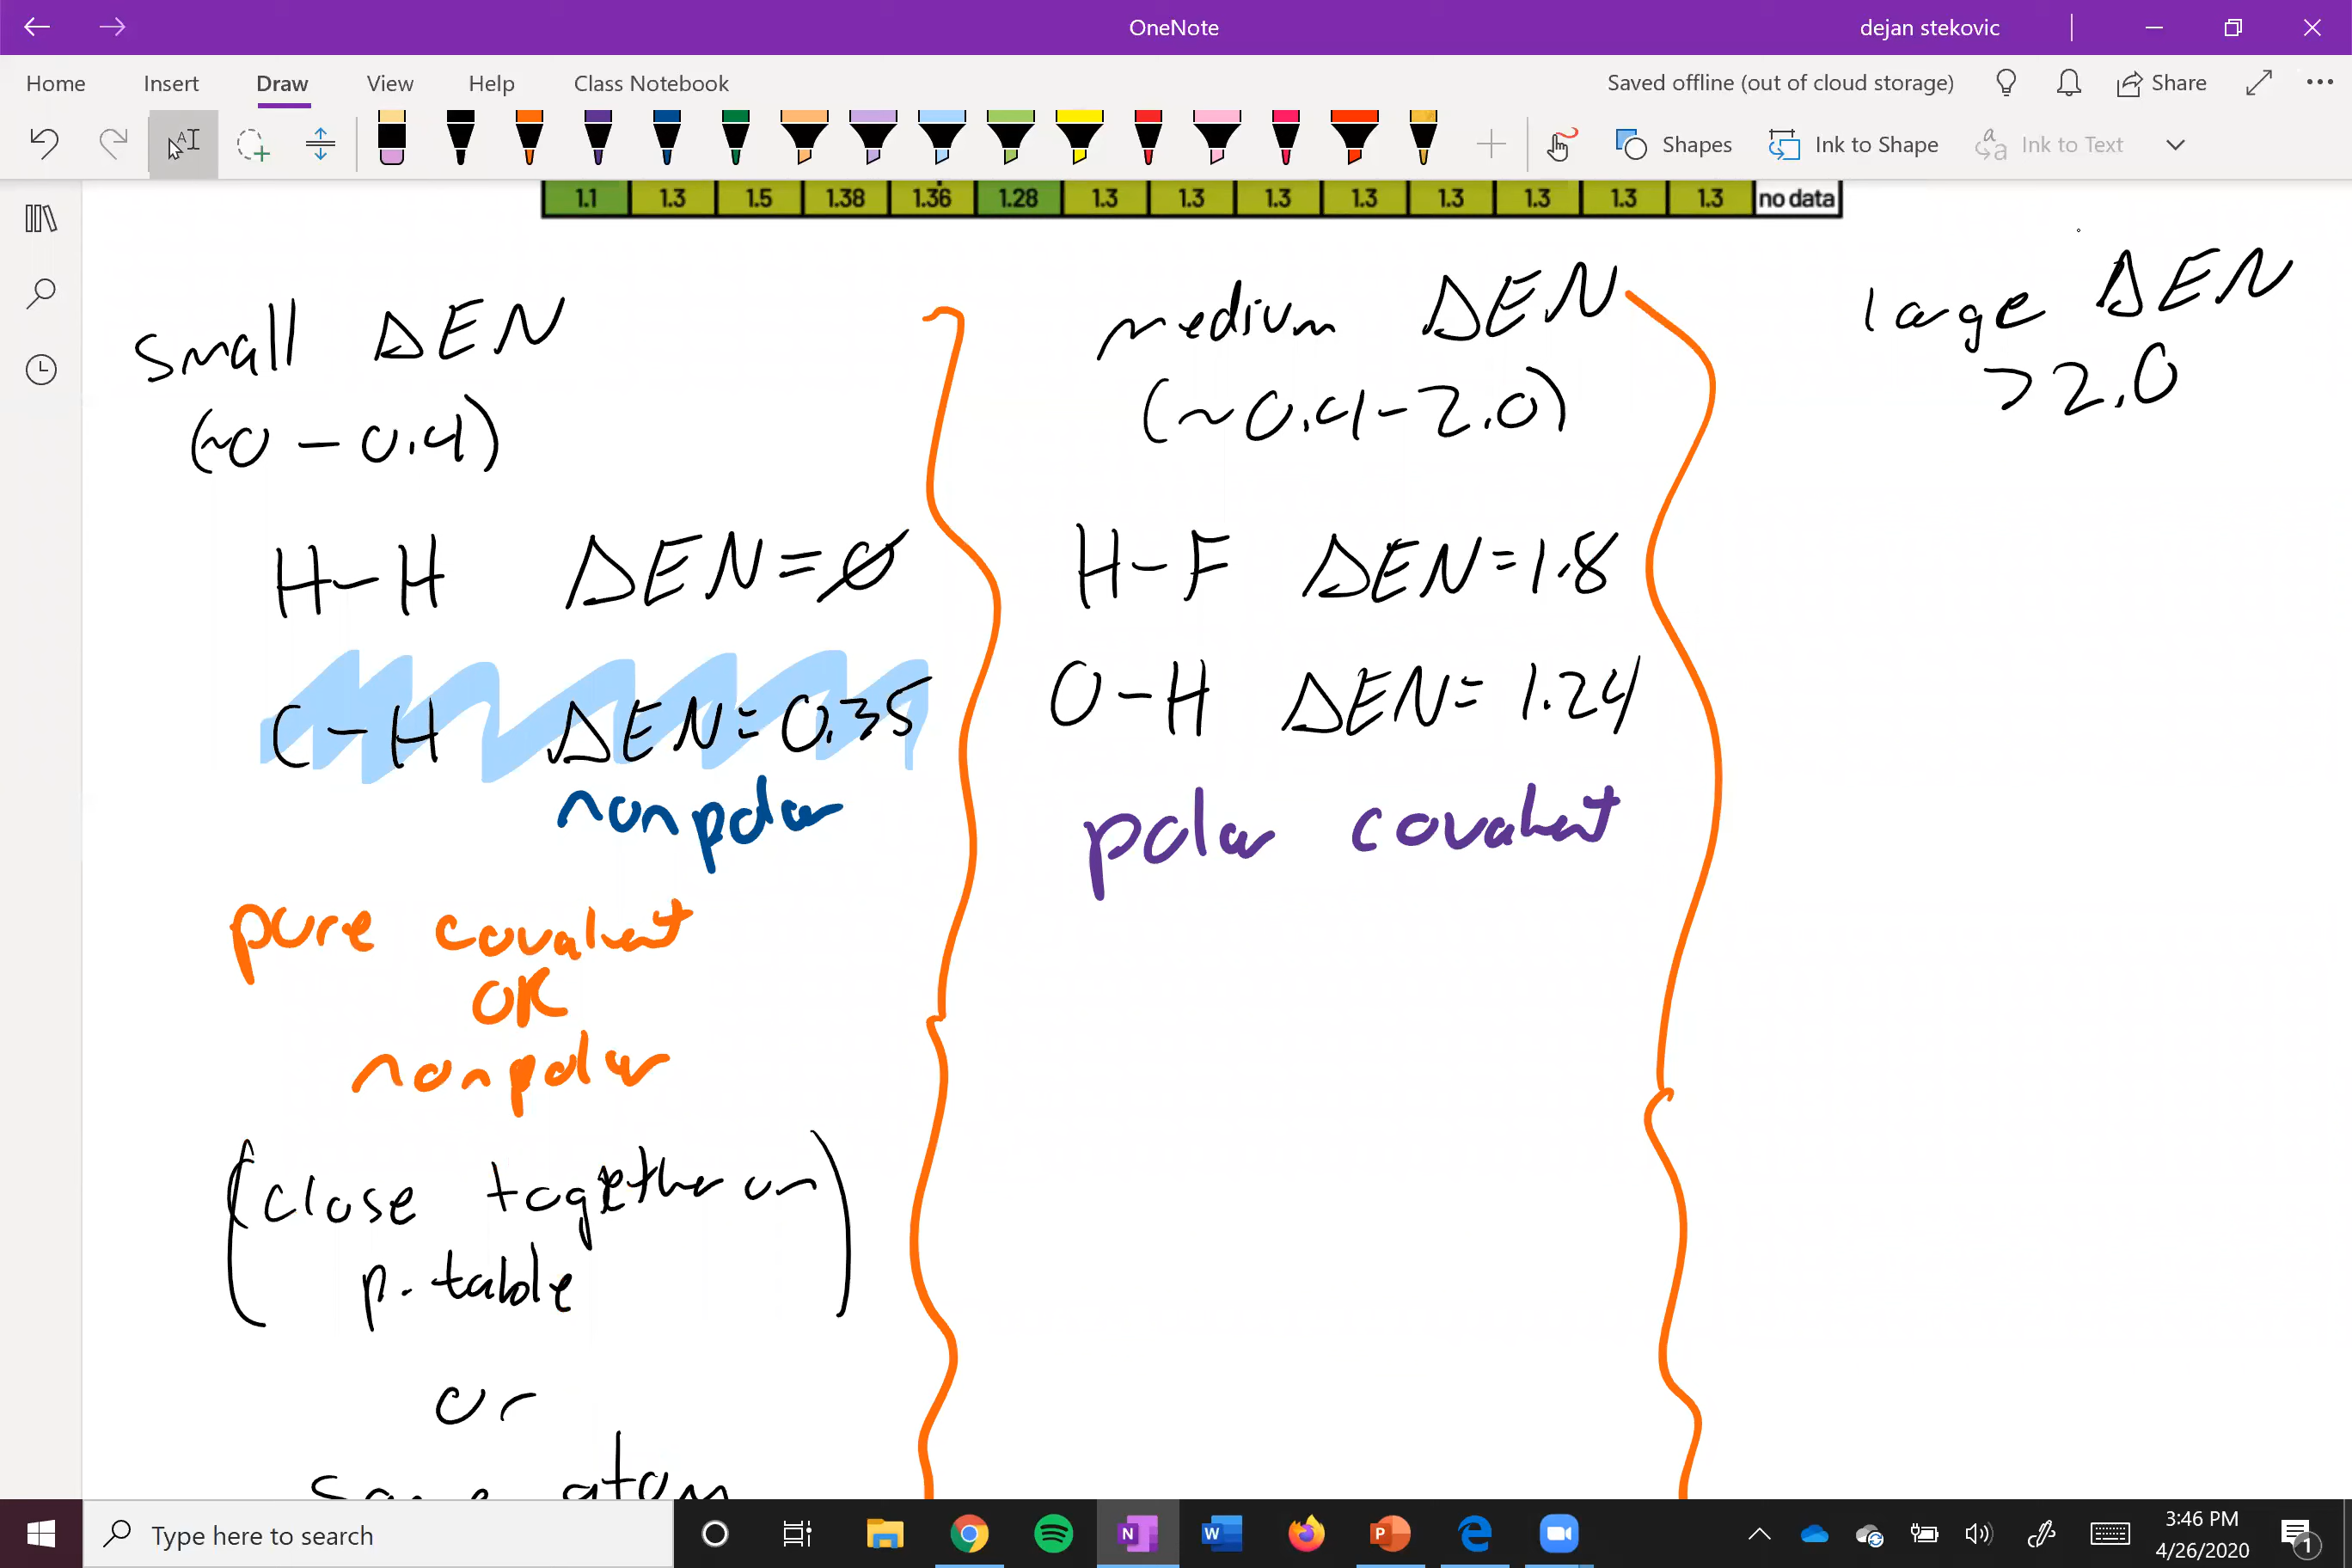 OneNote
dejan stekovic
Home Insert Draw View Help Class Notebook
Saved offline (out of cloud storage) Share
Shapes Ink to Shape Ink to Text
1.1 1.3 1.5 1.38 1.36 1.28 1.3 1.3 1.3 1.3 1.3 1.3 1.3 1.3 no data
small ΔEN
(~0 - 0.4)
H-H ΔEN=∅
C-H ΔEN=0.35
nonpolar
pure covalent
OR
nonpolar
(close together on
p. table)
or
same atom
medium ΔEN
(~0.4-2.0)
H-F ΔEN=1.8
O-H ΔEN=1.24
polar covalent
large ΔEN
>2.0
Type here to search
3:46 PM
4/26/2020
1